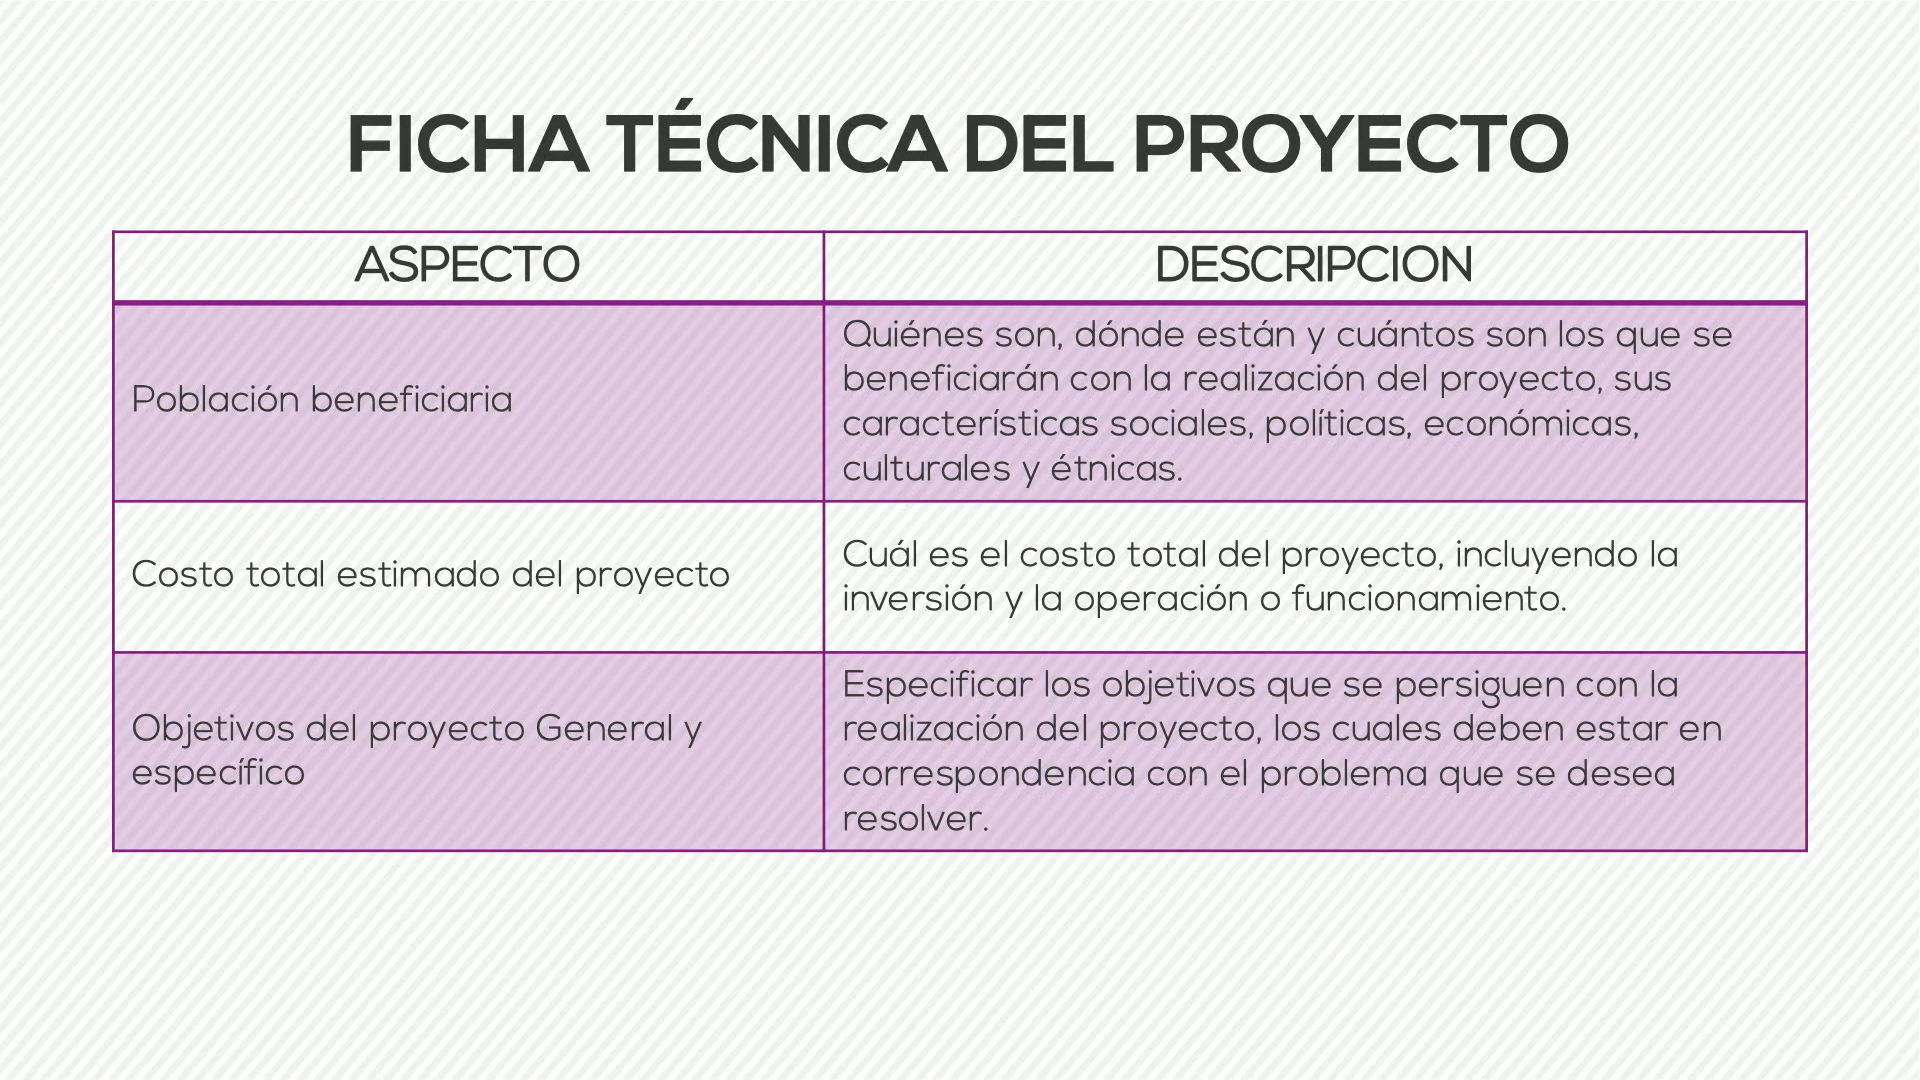 FICHA TÉCNICA DEL PROYECTO
ASPECTO
DESCRIPCION
Población beneficiaria
Quiénes son, dónde están y cuántos son los que se
beneficiarán con la realización del proyecto, sus
características sociales, políticas, económicas,
culturales y étnicas.
Costo total estimado del proyecto
Cuál es el costo total del proyecto, incluyendo la
inversión y la operación o funcionamiento.
Objetivos del proyecto General y
específico
Especificar los objetivos que se persiguen con la
realización del proyecto, los cuales deben estar en
correspondencia con el problema que se desea
resolver.